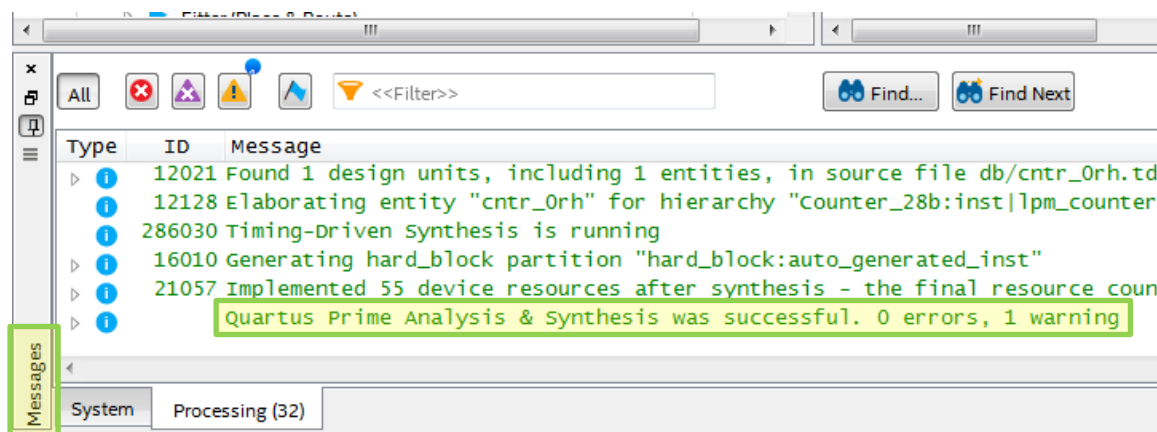 Fitter (Place & Route)
All <<Filter>> Find... Find Next
Type ID Message
12021 Found 1 design units, including 1 entities, in source file db/cntr_0rh.td
12128 Elaborating entity "cntr_0rh" for hierarchy "Counter_28b:inst|lpm_counter
286030 Timing-Driven Synthesis is running
16010 Generating hard_block partition "hard_block:auto_generated_inst"
21057 Implemented 55 device resources after synthesis - the final resource coun
Quartus Prime Analysis & Synthesis was successful. 0 errors, 1 warning
Messages
System Processing (32)